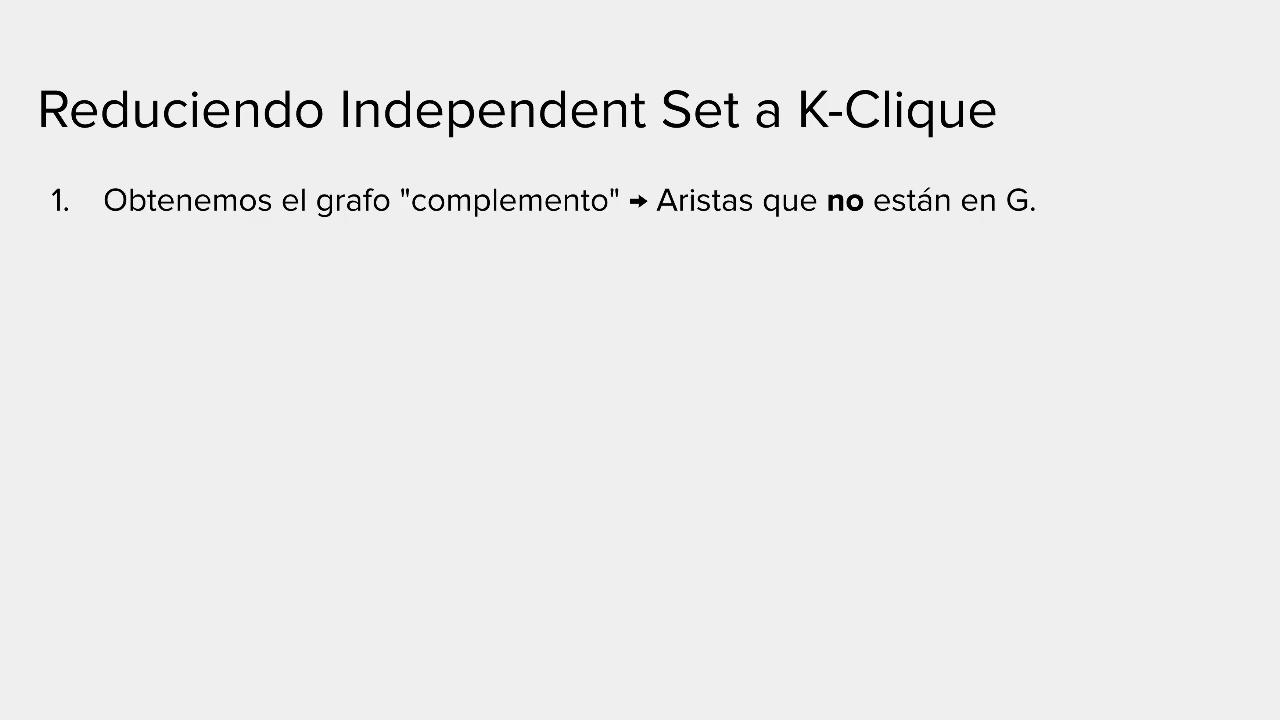 Reduciendo Independent Set a K-Clique
1. Obtenemos el grafo "complemento" → Aristas que no están en G.